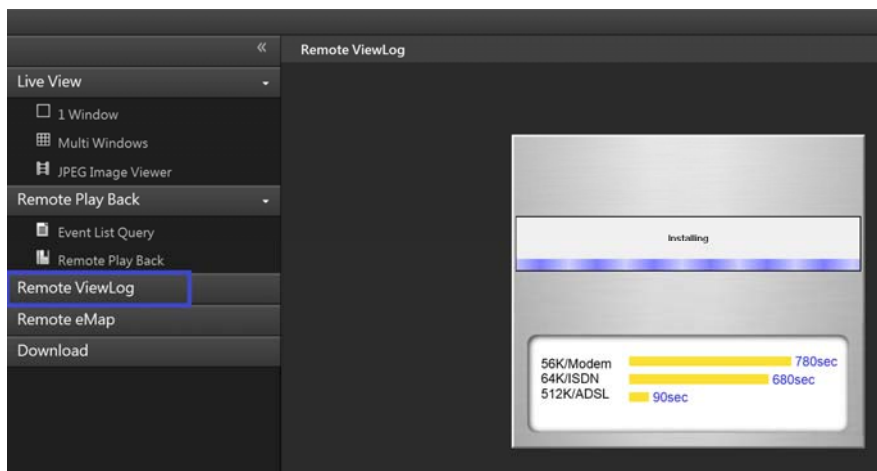 Remote ViewLog
Live View
1 Window
Multi Windows
JPEG Image Viewer
Remote Play Back
Event List Query
Remote Play Back
Remote ViewLog
Remote eMap
Download
Installing
56K/Modem 780sec
64K/ISDN 680sec
512K/ADSL 90sec